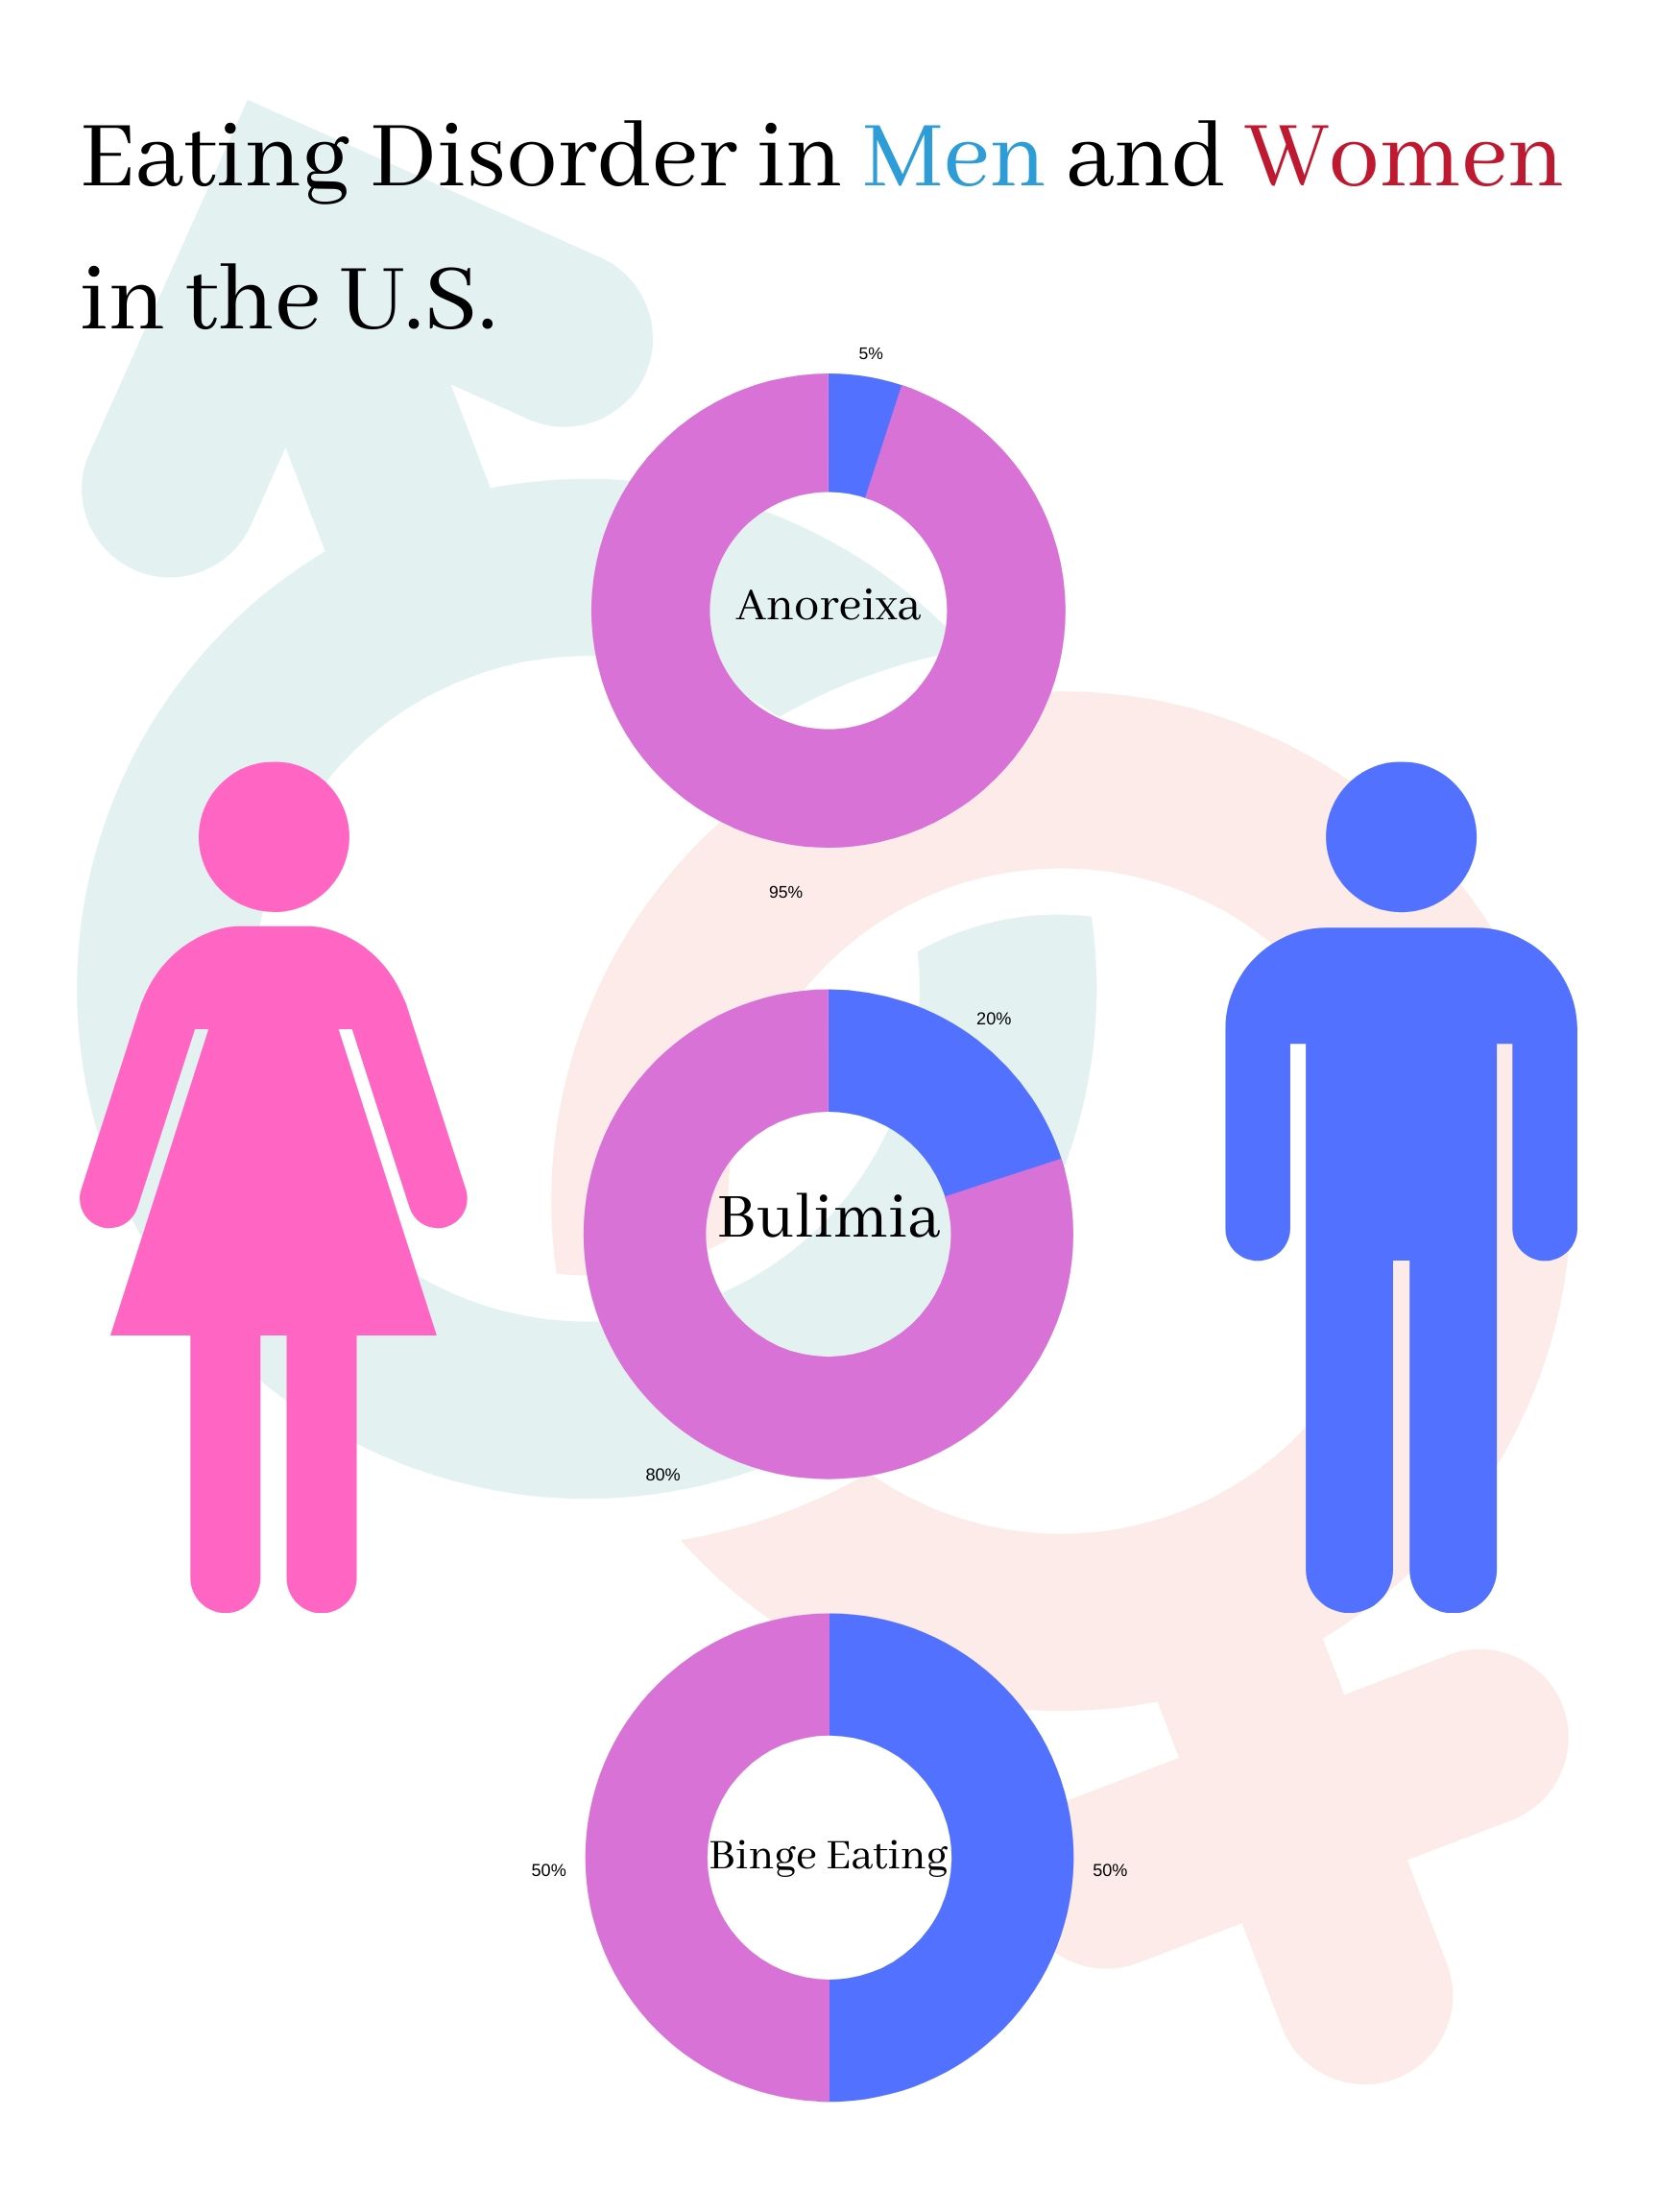 Eating Disorder in Men and Women
in the U.S.
5%
Anoreixa
95%
20%
Bulimia
80%
Binge Eating
50%
50%